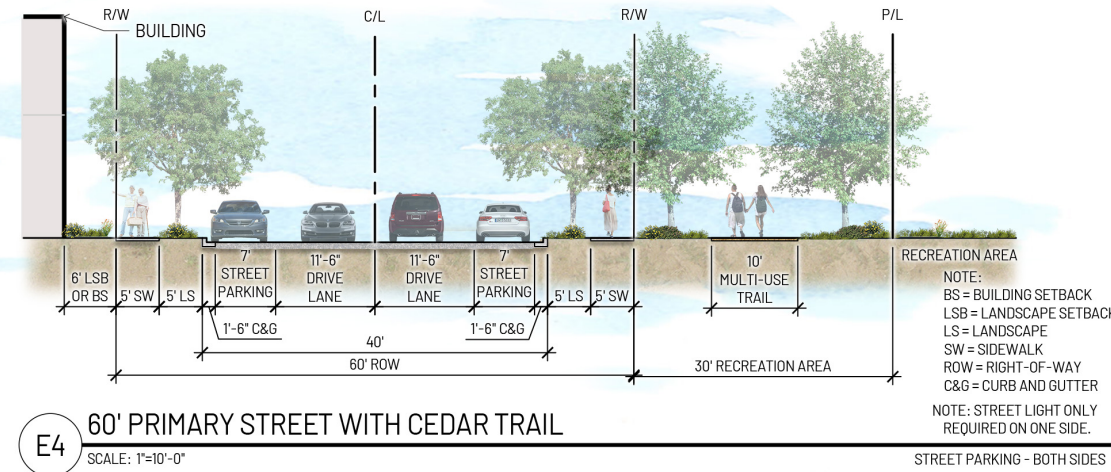 R/W
C/L
R/W
P/L
BUILDING
6' LSB
OR BS
5' SW
5' LS
7'
STREET
PARKING
11'-6"
DRIVE
LANE
11'-6"
DRIVE
LANE
7'
STREET
PARKING
5' LS
5' SW
10'
MULTI-USE
TRAIL
RECREATION AREA
1'-6" C&G
1'-6" C&G
40'
60' ROW
30' RECREATION AREA
NOTE:
BS = BUILDING SETBACK
LSB = LANDSCAPE SETBACK
LS = LANDSCAPE
SW = SIDEWALK
ROW = RIGHT-OF-WAY
C&G = CURB AND GUTTER
NOTE: STREET LIGHT ONLY
REQUIRED ON ONE SIDE.
E4
60' PRIMARY STREET WITH CEDAR TRAIL
SCALE: 1"=10'-0"
STREET PARKING - BOTH SIDES